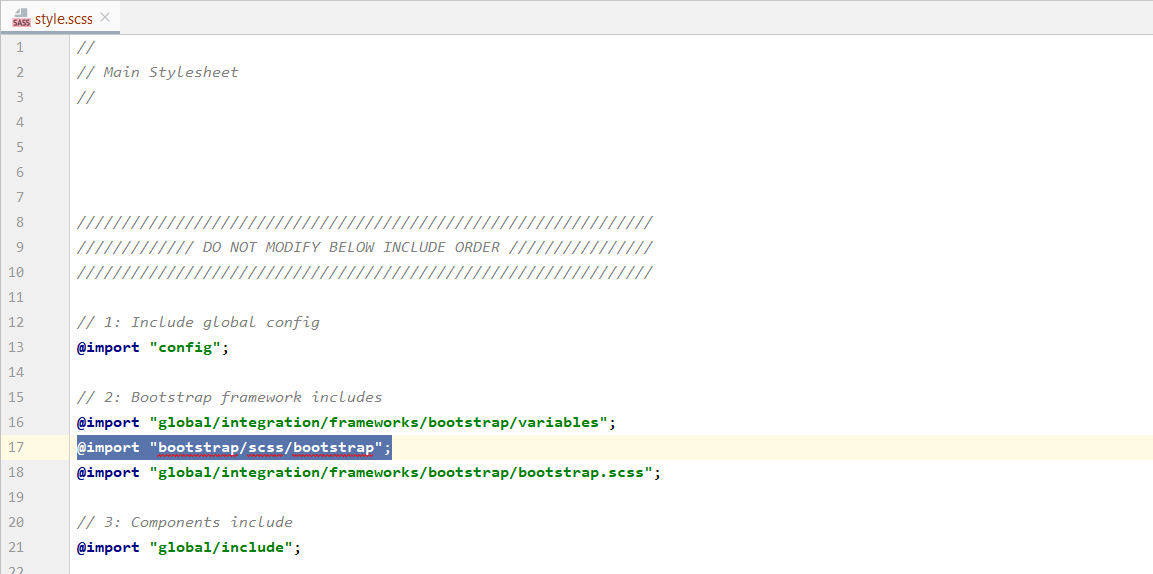 SASS style.scss
1 //
2 // Main Stylesheet
3 //
4
5
6
7
8 ////////////////////////////////////////////////////////////////
9 ///////////// DO NOT MODIFY BELOW INCLUDE ORDER ////////////////
10 ////////////////////////////////////////////////////////////////
11
12 // 1: Include global config
13 @import "config";
14
15 // 2: Bootstrap framework includes
16 @import "global/integration/frameworks/bootstrap/variables";
17 @import "bootstrap/scss/bootstrap";
18 @import "global/integration/frameworks/bootstrap/bootstrap.scss";
19
20 // 3: Components include
21 @import "global/include";
22